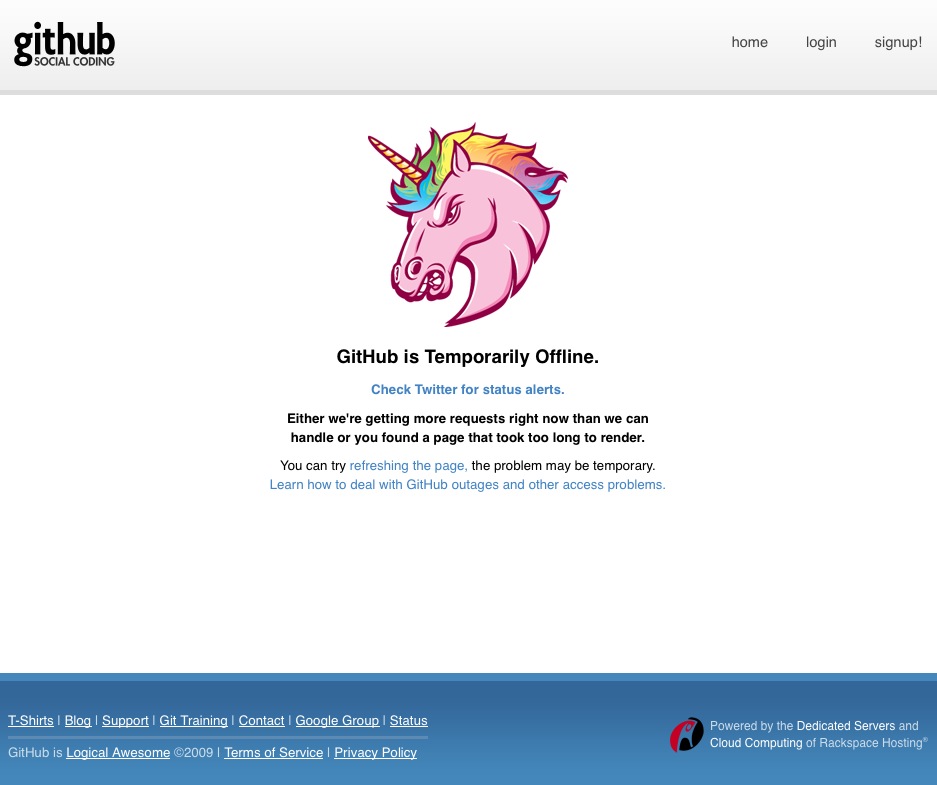 github
SOCIAL CODING
home login signup!
GitHub is Temporarily Offline.
Check Twitter for status alerts.
Either we're getting more requests right now than we can
handle or you found a page that took too long to render.
You can try refreshing the page, the problem may be temporary.
Learn how to deal with GitHub outages and other access problems.
T-Shirts | Blog | Support | Git Training | Contact | Google Group | Status
GitHub is Logical Awesome ©2009 | Terms of Service | Privacy Policy
Powered by the Dedicated Servers and
Cloud Computing of Rackspace Hosting®